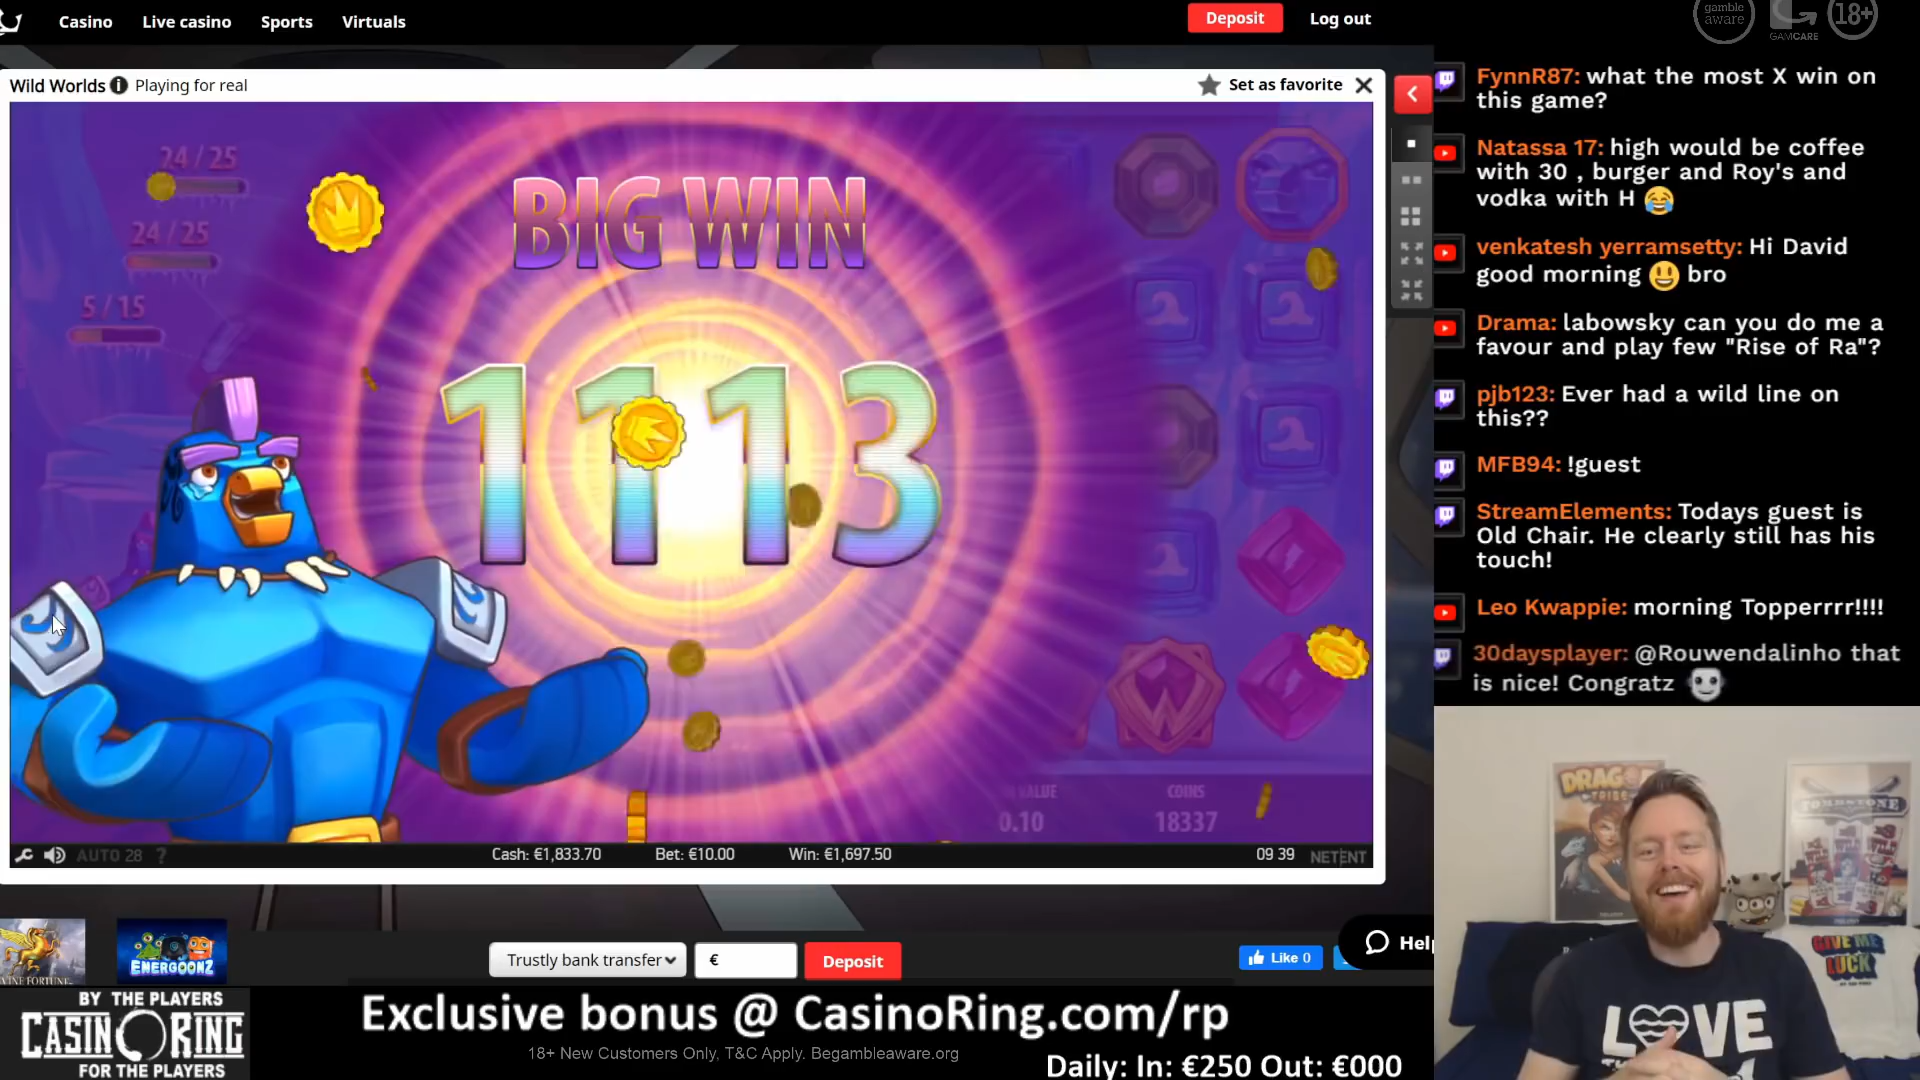 Casino Live casino Sports Virtuals Deposit Log out
gamble aware
GAMCARE
18+
Wild Worlds i Playing for real Set as favorite
24 / 25
24 / 25
5 / 15
BIG WIN
1113
VALUE COINS
0.10 18337
AUTO 28 ? Cash: €1,833.70 Bet: €10.00 Win: €1,697.50 09 39 NETENT
FynnR87: what the most X win on
this game?
Natassa 17: high would be coffee
with 30 , burger and Roy's and
vodka with H 😂
venkatesh yerramsetty: Hi David
good morning 😃 bro
Drama: labowsky can you do me a
favour and play few "Rise of Ra"?
pjb123: Ever had a wild line on
this??
MFB94: !guest
StreamElements: Todays guest is
Old Chair. He clearly still has his
touch!
Leo Kwappie: morning Topperrrr!!!!
30daysplayer: @Rouwendalinho that
is nice! Congratz
DRAGON
TRIBE
TOMBSTONE
GIVE ME
LUCK
LOVE
FORTUNE
ENERGOONZ
Trustly bank transfer € Deposit
Like 0
Help
BY THE PLAYERS
CASINORING
FOR THE PLAYERS
Exclusive bonus @ CasinoRing.com/rp
18+ New Customers Only, T&C Apply. Begambleaware.org
Daily: In: €250 Out: €000